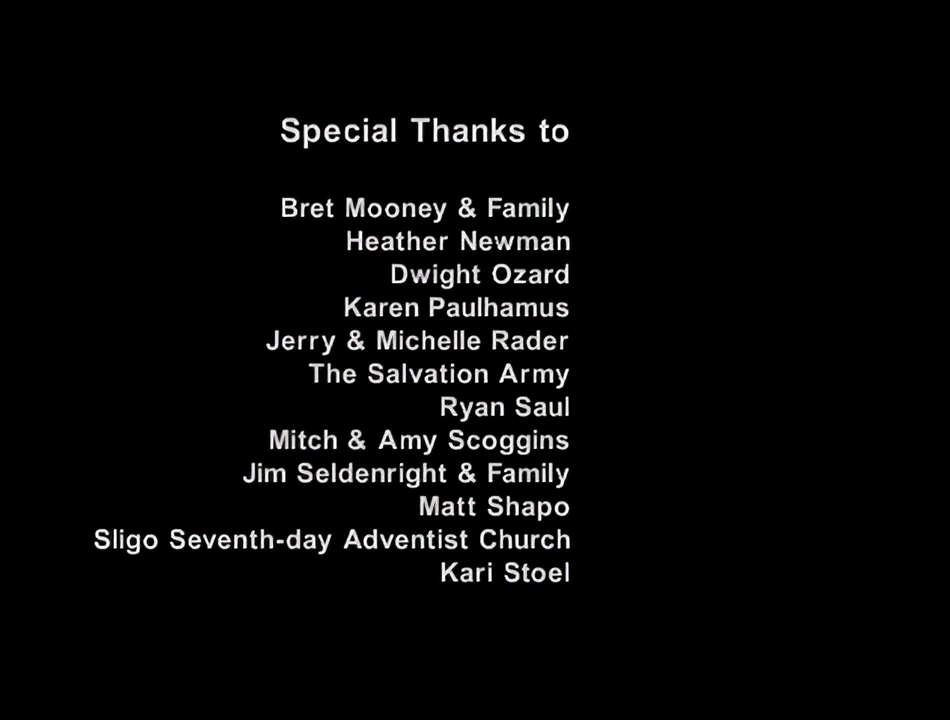 Special Thanks to
Bret Mooney & Family
Heather Newman
Dwight Ozard
Karen Paulhamus
Jerry & Michelle Rader
The Salvation Army
Ryan Saul
Mitch & Amy Scoggins
Jim Seldenright & Family
Matt Shapo
Sligo Seventh-day Adventist Church
Kari Stoel